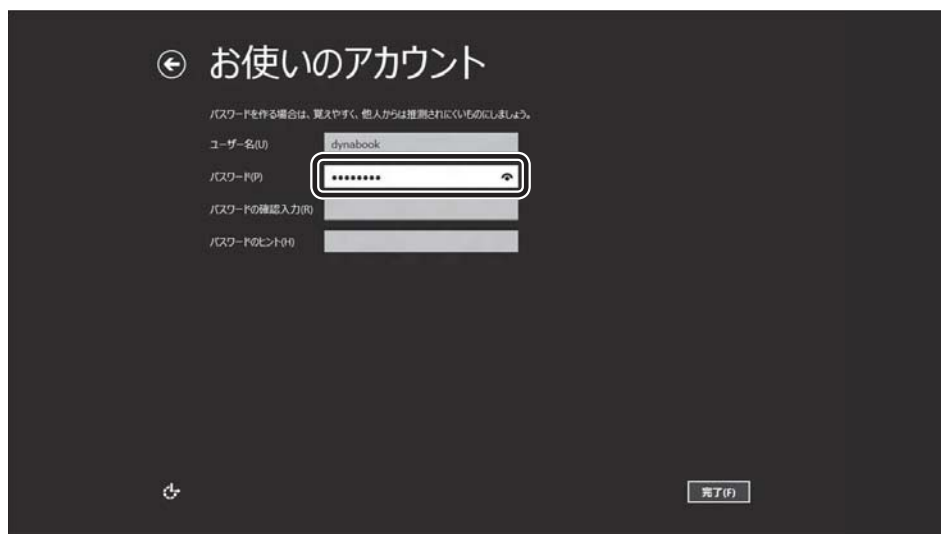 お使いのアカウント
パスワードを作る場合は、覚えやすく、他人からは推測されにくいものにしましょう。
ユーザー名(U)
dynabook
パスワード(P)
••••••••
パスワードの確認入力(R)
パスワードのヒント(H)
完了(F)